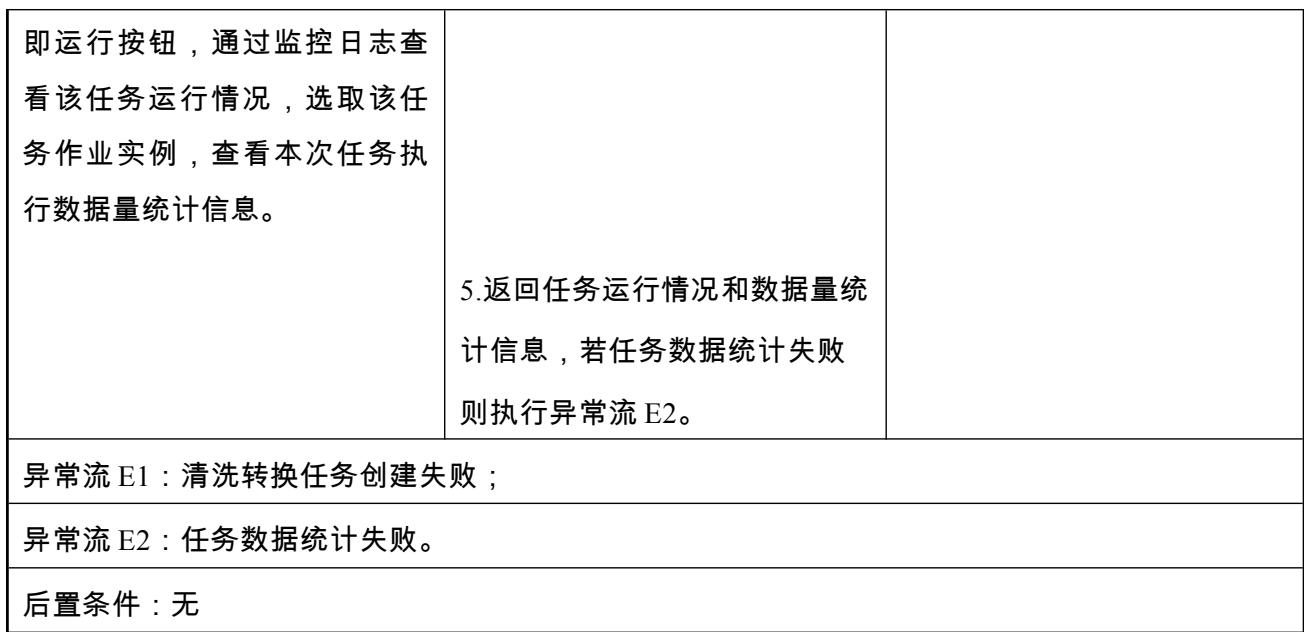 即运行按钮，通过监控日志查
看该任务运行情况，选取该任
务作业实例，查看本次任务执
行数据量统计信息。
5.返回任务运行情况和数据量统
计信息，若任务数据统计失败
则执行异常流 E2。
异常流 E1：清洗转换任务创建失败；
异常流 E2：任务数据统计失败。
后置条件：无